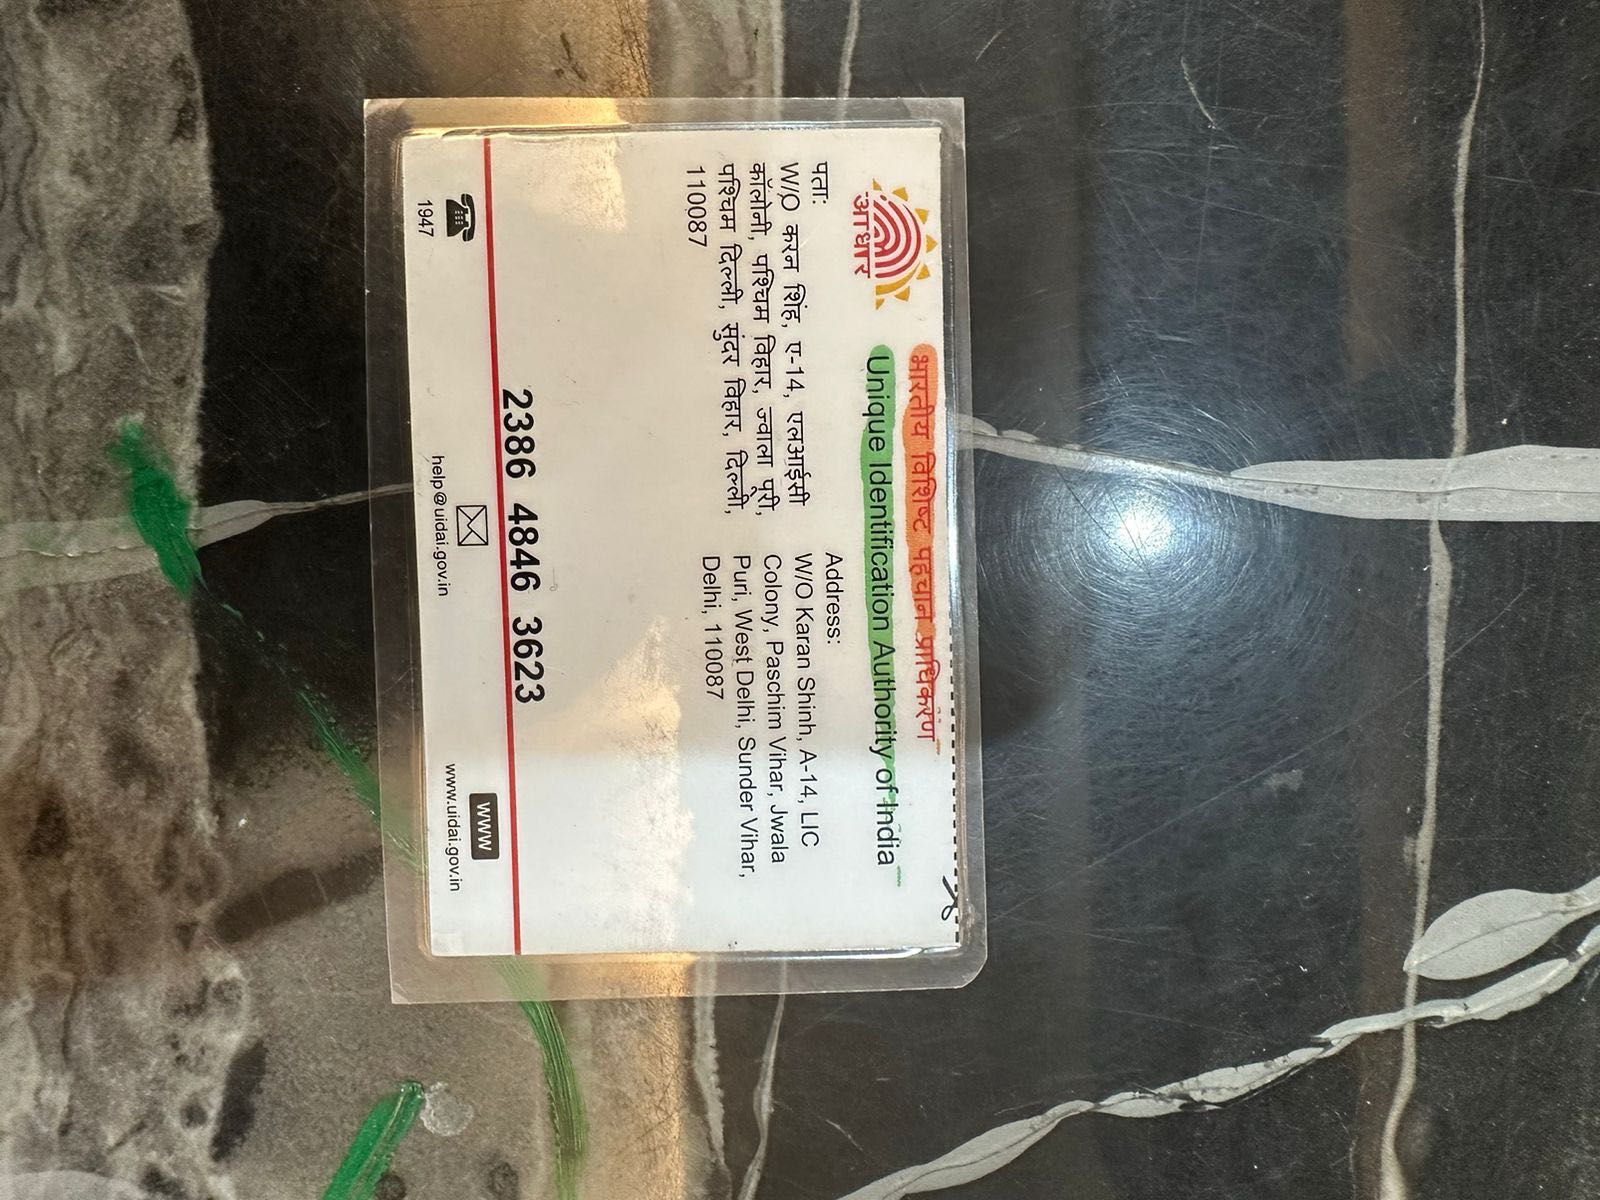 आधार
भारतीय विशिष्ट पहचान प्राधिकरण
Unique Identification Authority of India
पता:
W/O करन शिंह, ए-14, एलआईसी
कॉलोनी, पश्चिम विहार, ज्वाला पूरी,
पश्चिम दिल्ली, सुंदर विहार, दिल्ली,
110087
Address:
W/O Karan Shinh, A-14, LIC
Colony, Paschim Vihar, Jwala
Puri, West Delhi, Sunder Vihar,
Delhi, 110087
2386 4846 3623
1947
help@uidai.gov.in
WWW
www.uidai.gov.in